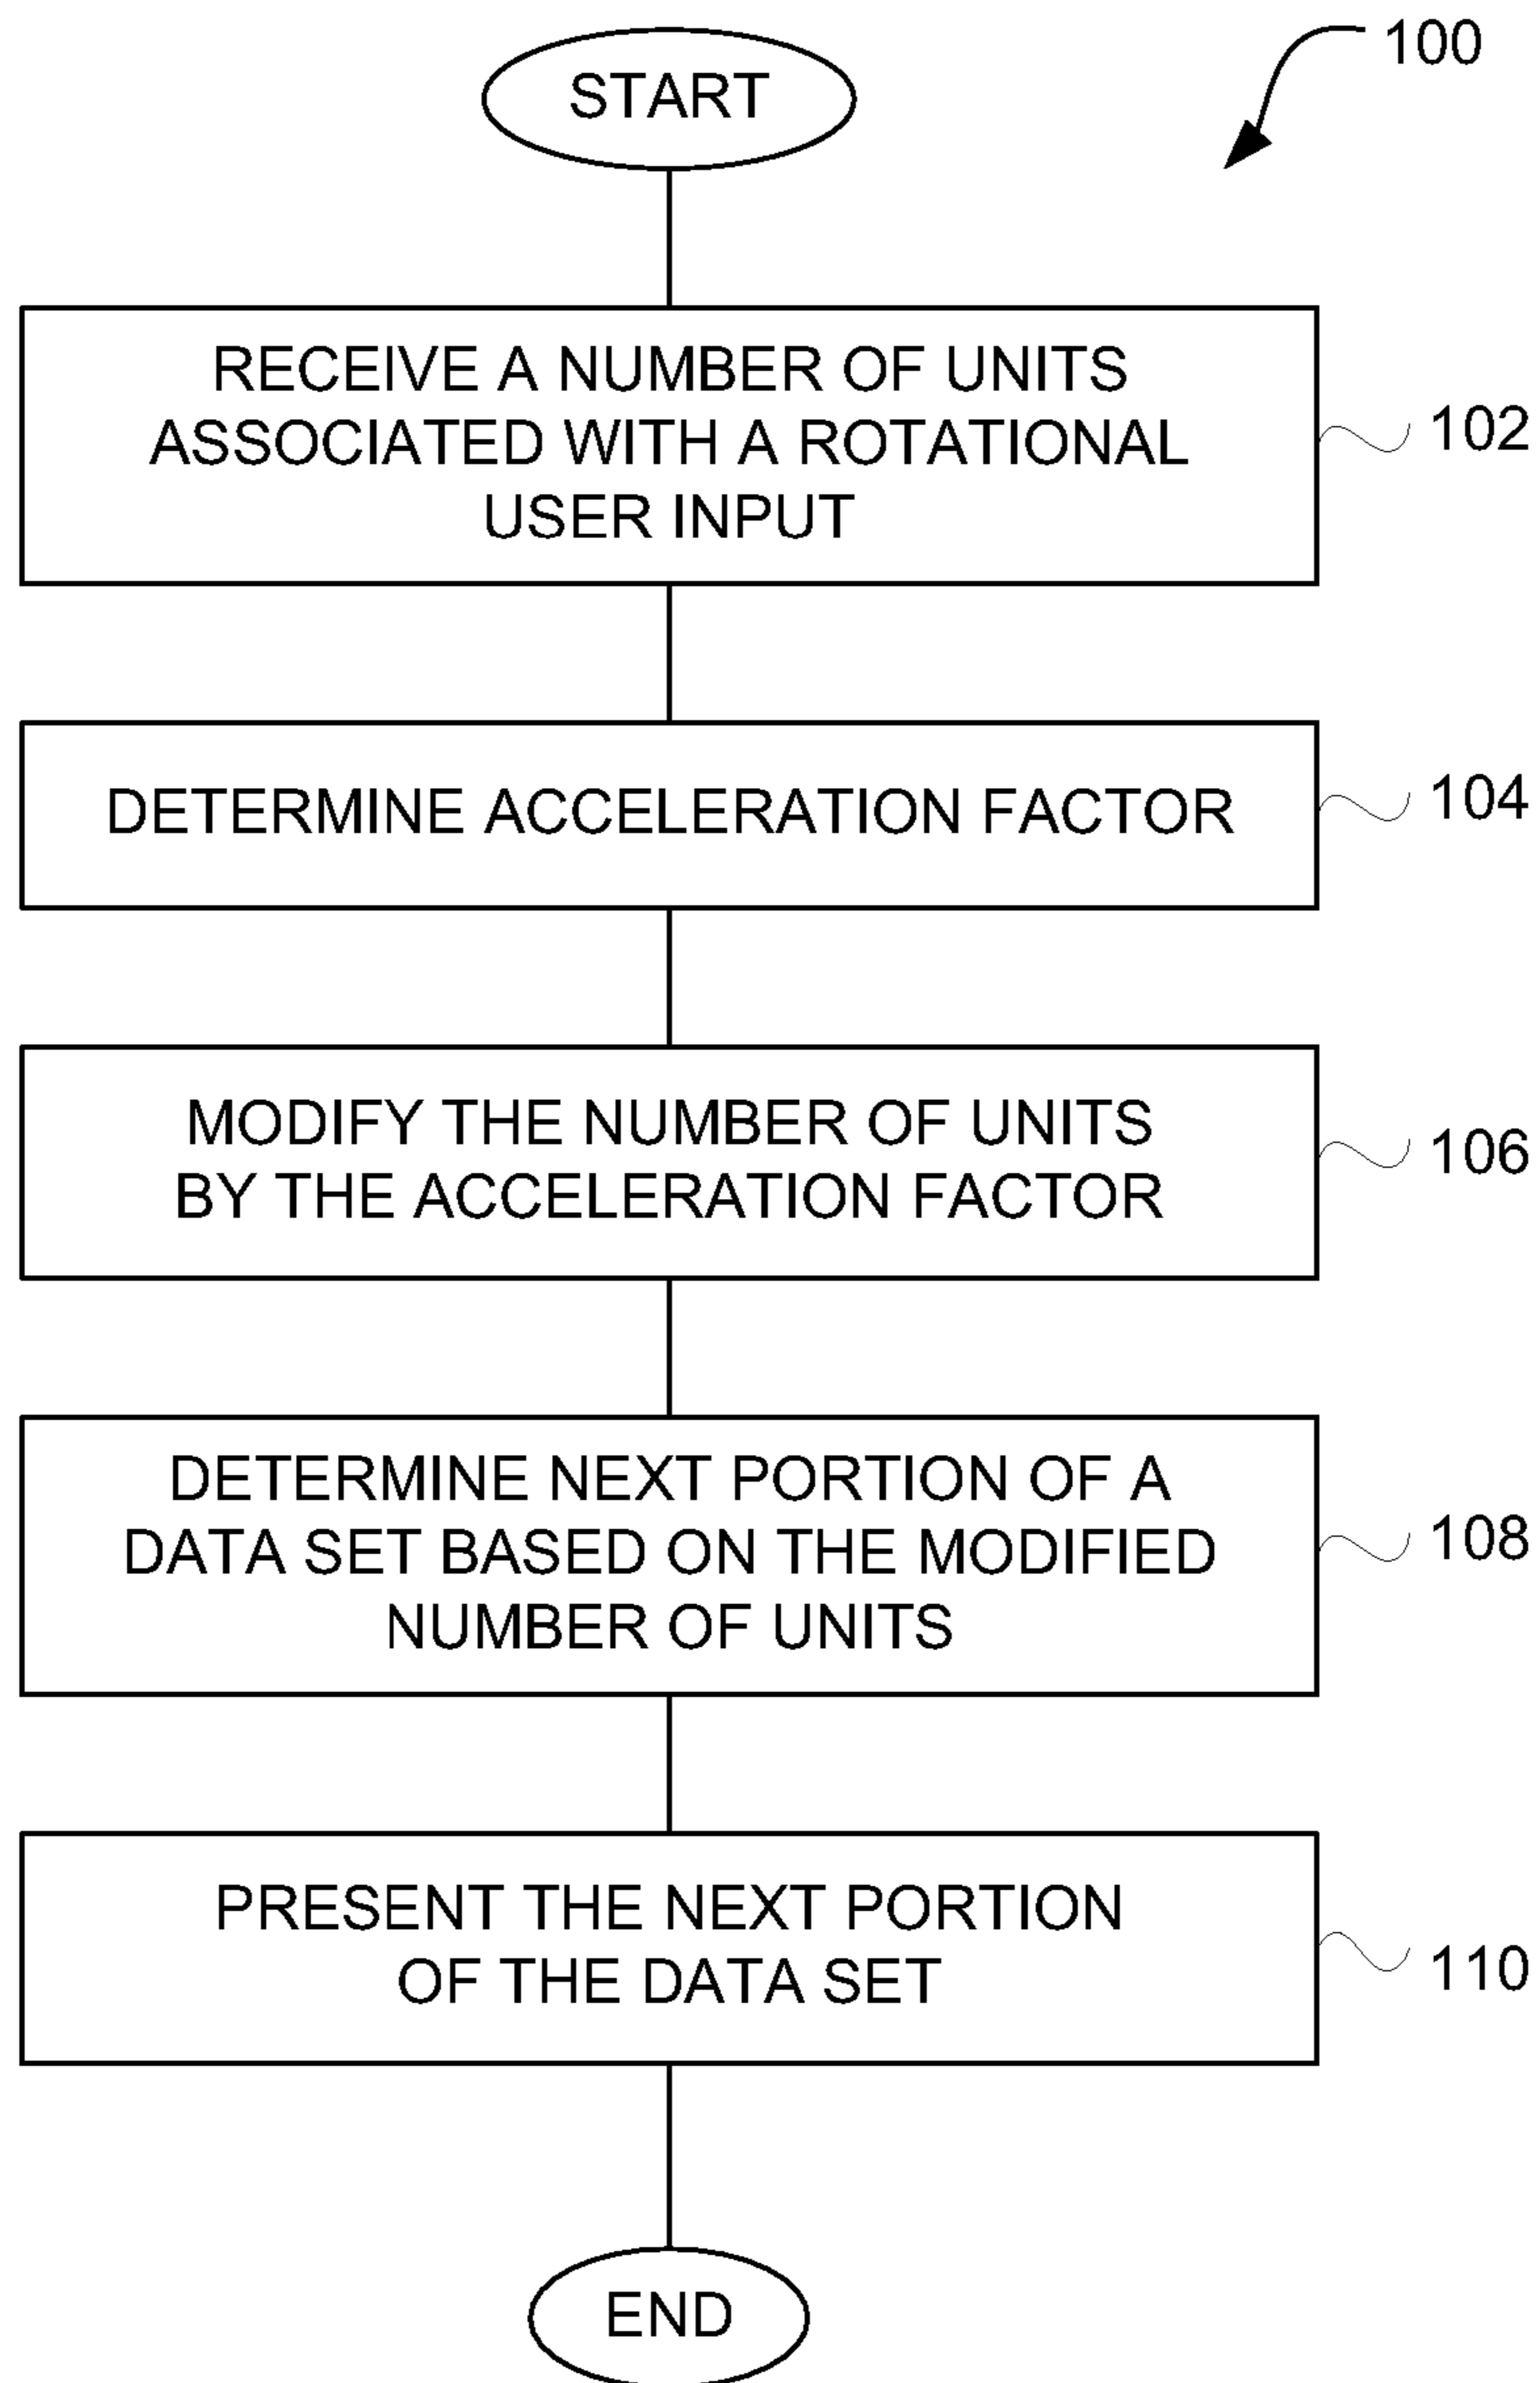 100
START
RECEIVE A NUMBER OF UNITS
ASSOCIATED WITH A ROTATIONAL
USER INPUT
102
DETERMINE ACCELERATION FACTOR
104
MODIFY THE NUMBER OF UNITS
BY THE ACCELERATION FACTOR
106
DETERMINE NEXT PORTION OF A
DATA SET BASED ON THE MODIFIED
NUMBER OF UNITS
108
PRESENT THE NEXT PORTION
OF THE DATA SET
110
END